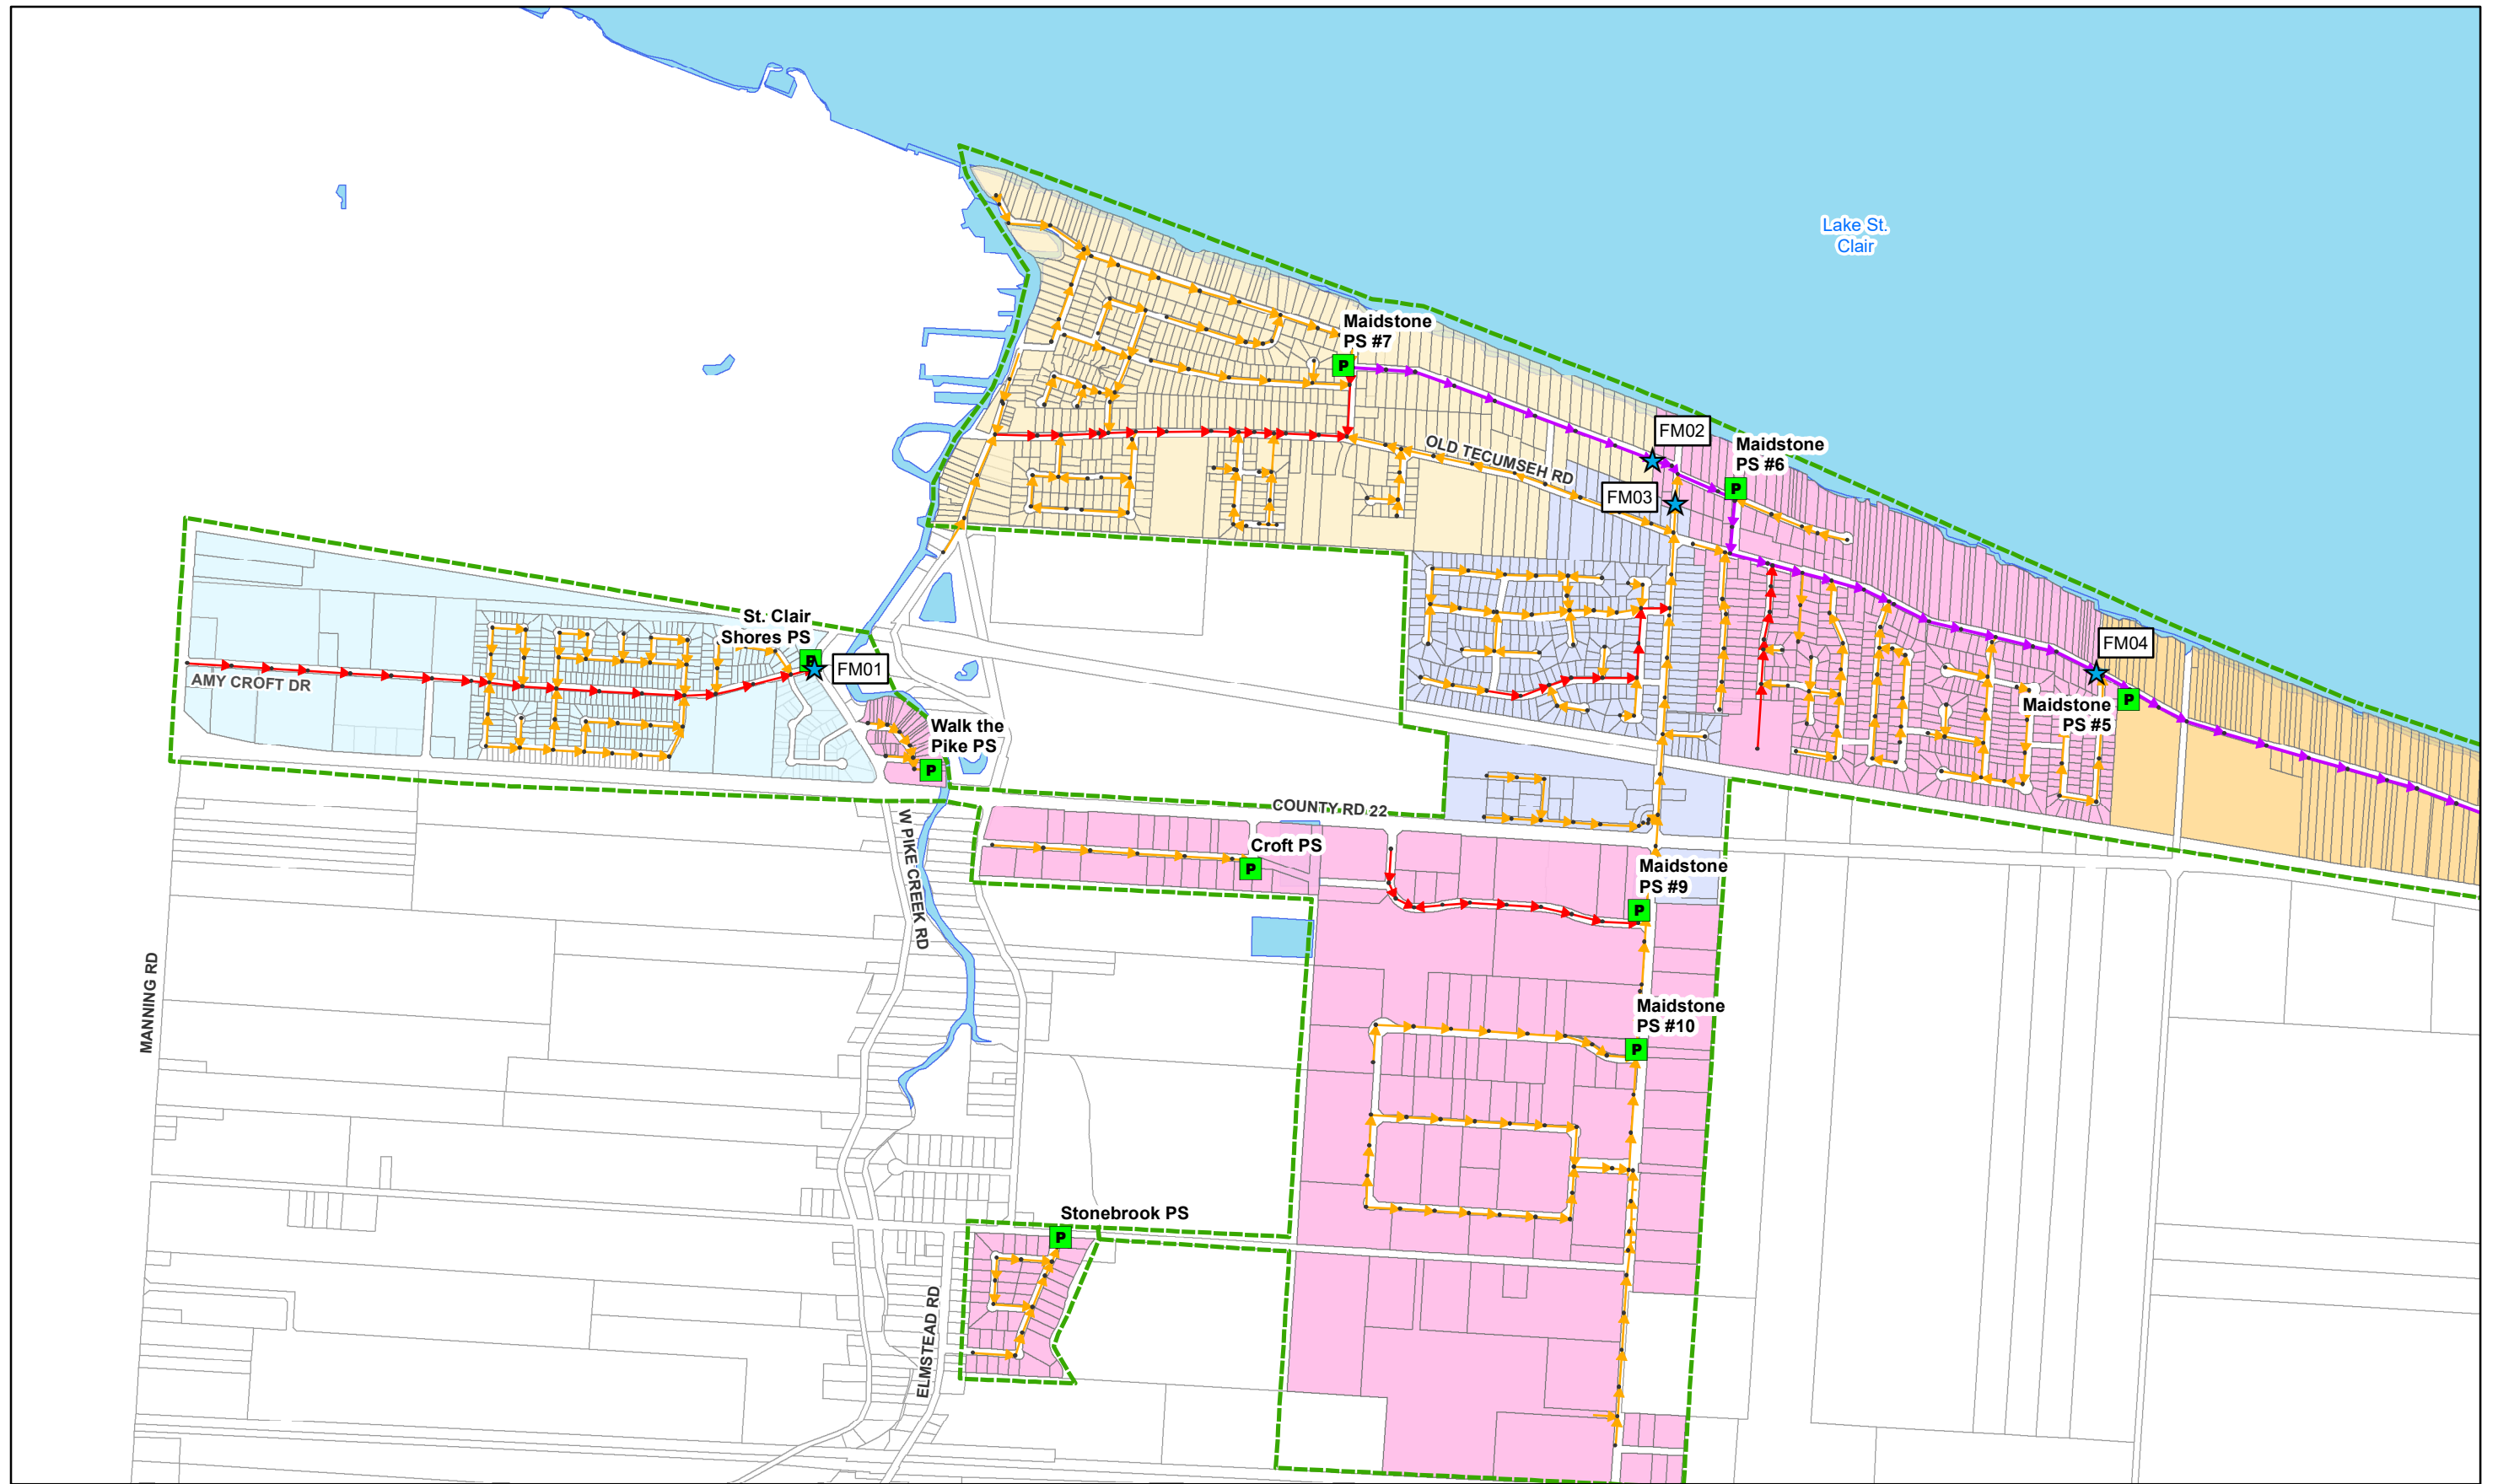 Lake St.
Clair
Maidstone
PS #7
FM02
Maidstone
PS #6
OLD TECUMSEH RD
FM03
P
P
St. Clair
Shores PS
P
FM01
FM04
AMY CROFT DR
Maidstone
PS #5
P
Walk the
Pike PS
P
COUNTY RD 22
W PIKE CREEK RD
Croft PS
P
Maidstone
PS #9
P
MANNING RD
Maidstone
PS #10
P
Stonebrook PS
P
ELMSTEAD RD